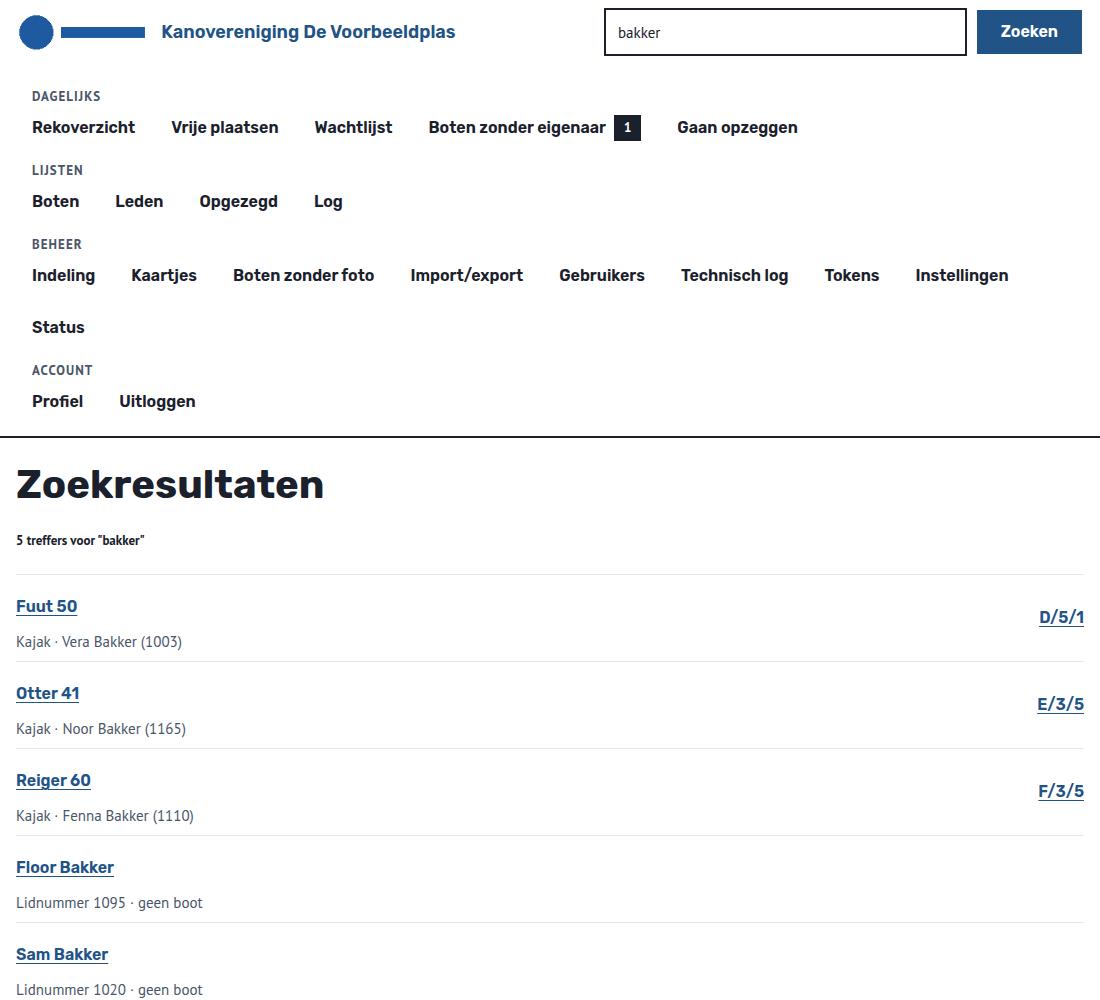 Kanovereniging De Voorbeeldplas
bakker
Zoeken
DAGELIJKS
Rekoverzicht Vrije plaatsen Wachtlijst Boten zonder eigenaar 1 Gaan opzeggen
LIJSTEN
Boten Leden Opgezegd Log
BEHEER
Indeling Kaartjes Boten zonder foto Import/export Gebruikers Technisch log Tokens Instellingen
Status
ACCOUNT
Profiel Uitloggen
Zoekresultaten
5 treffers voor "bakker"
Fuut 50
D/5/1
Kajak · Vera Bakker (1003)
Otter 41
E/3/5
Kajak · Noor Bakker (1165)
Reiger 60
F/3/5
Kajak · Fenna Bakker (1110)
Floor Bakker
Lidnummer 1095 · geen boot
Sam Bakker
Lidnummer 1020 · geen boot